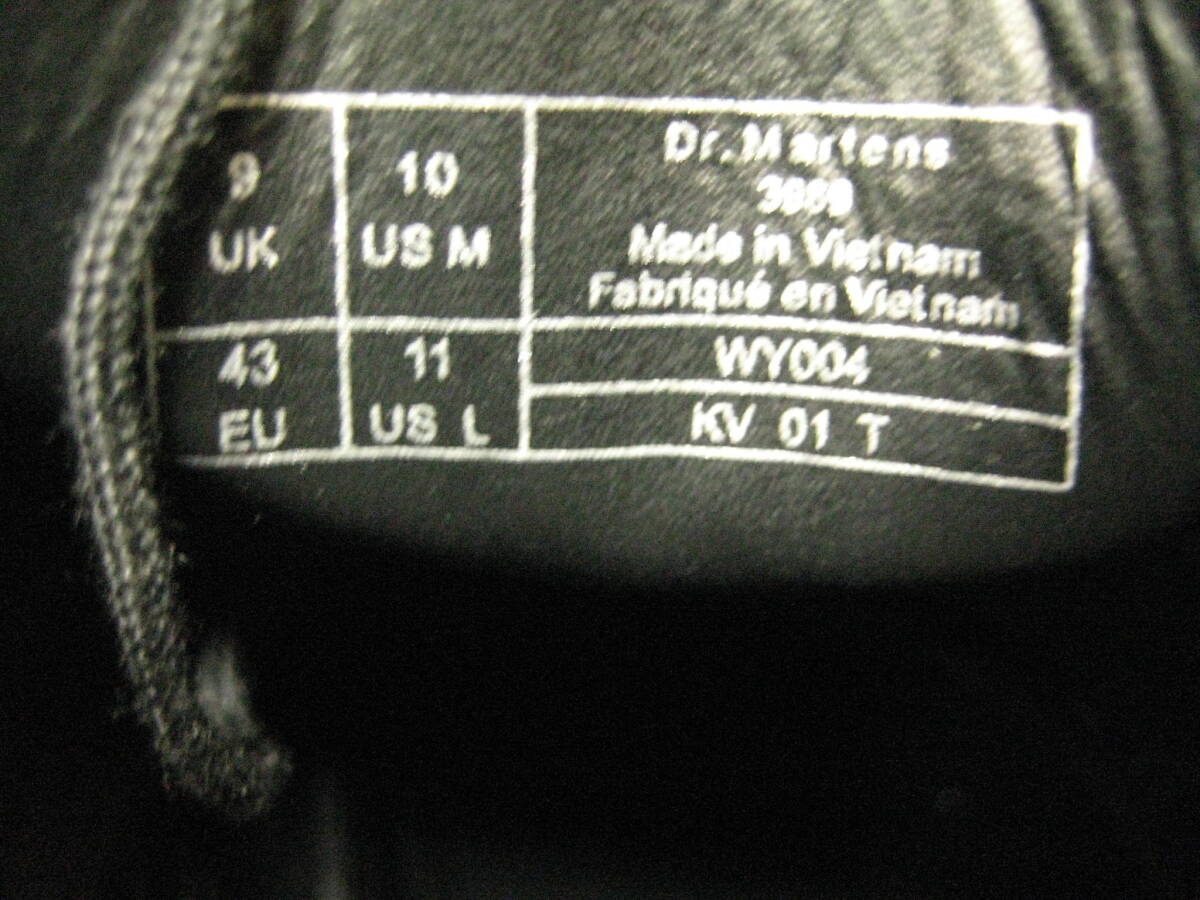 9
UK
10
US M
Dr. Martens
3989
Made in Vietnam
Fabriqué en Vietnam
43
EU
11
US L
WY004
KV 01 T